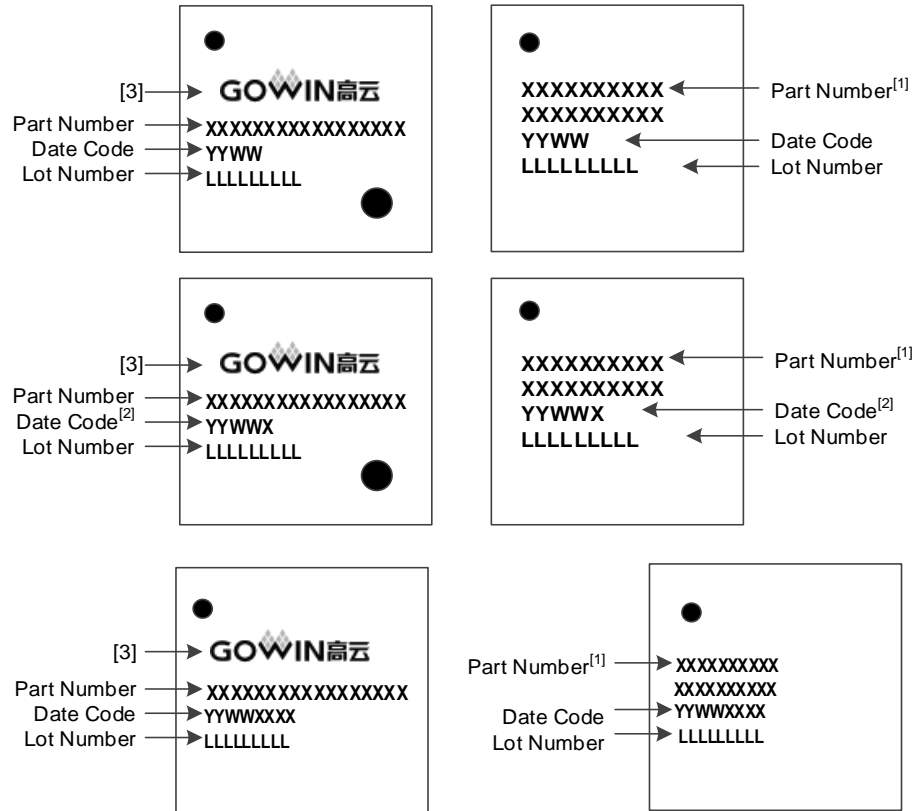 [3] GOWIN高云
Part Number XXXXXXXXXXXXXXXXX
Date Code YYWW
Lot Number LLLLLLLLL
XXXXXXXXXX Part Number[1]
XXXXXXXXXX
YYWW Date Code
LLLLLLLLL Lot Number
[3] GOWIN高云
Part Number XXXXXXXXXXXXXXXXX
Date Code[2] YYWWX
Lot Number LLLLLLLLL
XXXXXXXXXX Part Number[1]
XXXXXXXXXX
YYWWX Date Code[2]
LLLLLLLLL Lot Number
[3] GOWIN高云
Part Number XXXXXXXXXXXXXXXXX
Date Code YYWWXXXX
Lot Number LLLLLLLLL
Part Number[1] XXXXXXXXXX
XXXXXXXXXX
Date Code YYWWXXXX
Lot Number LLLLLLLLL